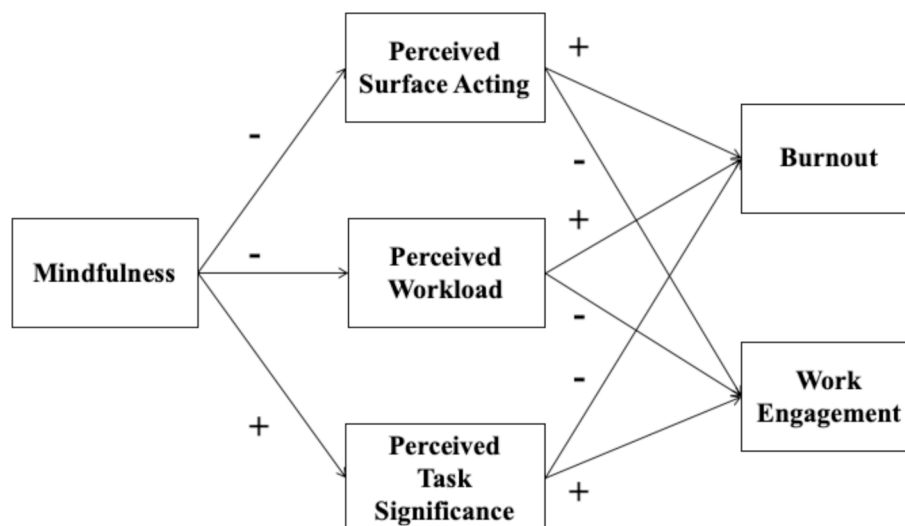 Perceived
Surface Acting
+
-
-
Burnout
+
Mindfulness
-
Perceived
Workload
-
-
Work
Engagement
+
Perceived
Task
Significance
+